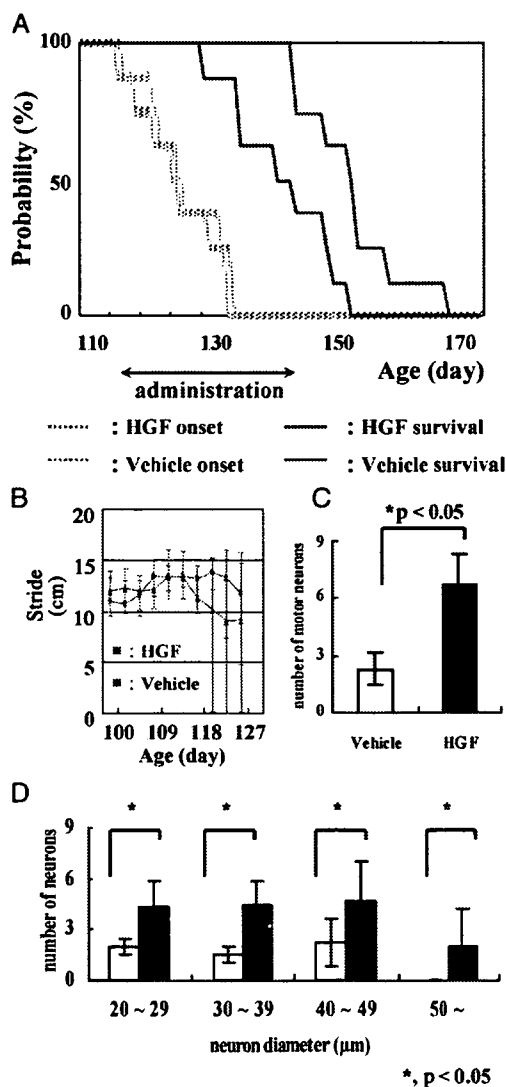 A
Probability (%)
100
50
0
110 130 150 170
Age (day)
administration
: HGF onset : HGF survival
: Vehicle onset : Vehicle survival
B
Stride (cm)
20
15
10
5
0
: HGF
: Vehicle
100 109 118 127
Age (day)
C
*p < 0.05
number of motor neurons
9
6
3
0
Vehicle HGF
D
number of neurons
9
6
3
0
* * * *
20 ~ 29 30 ~ 39 40 ~ 49 50 ~
neuron diameter (μm)
*, p < 0.05